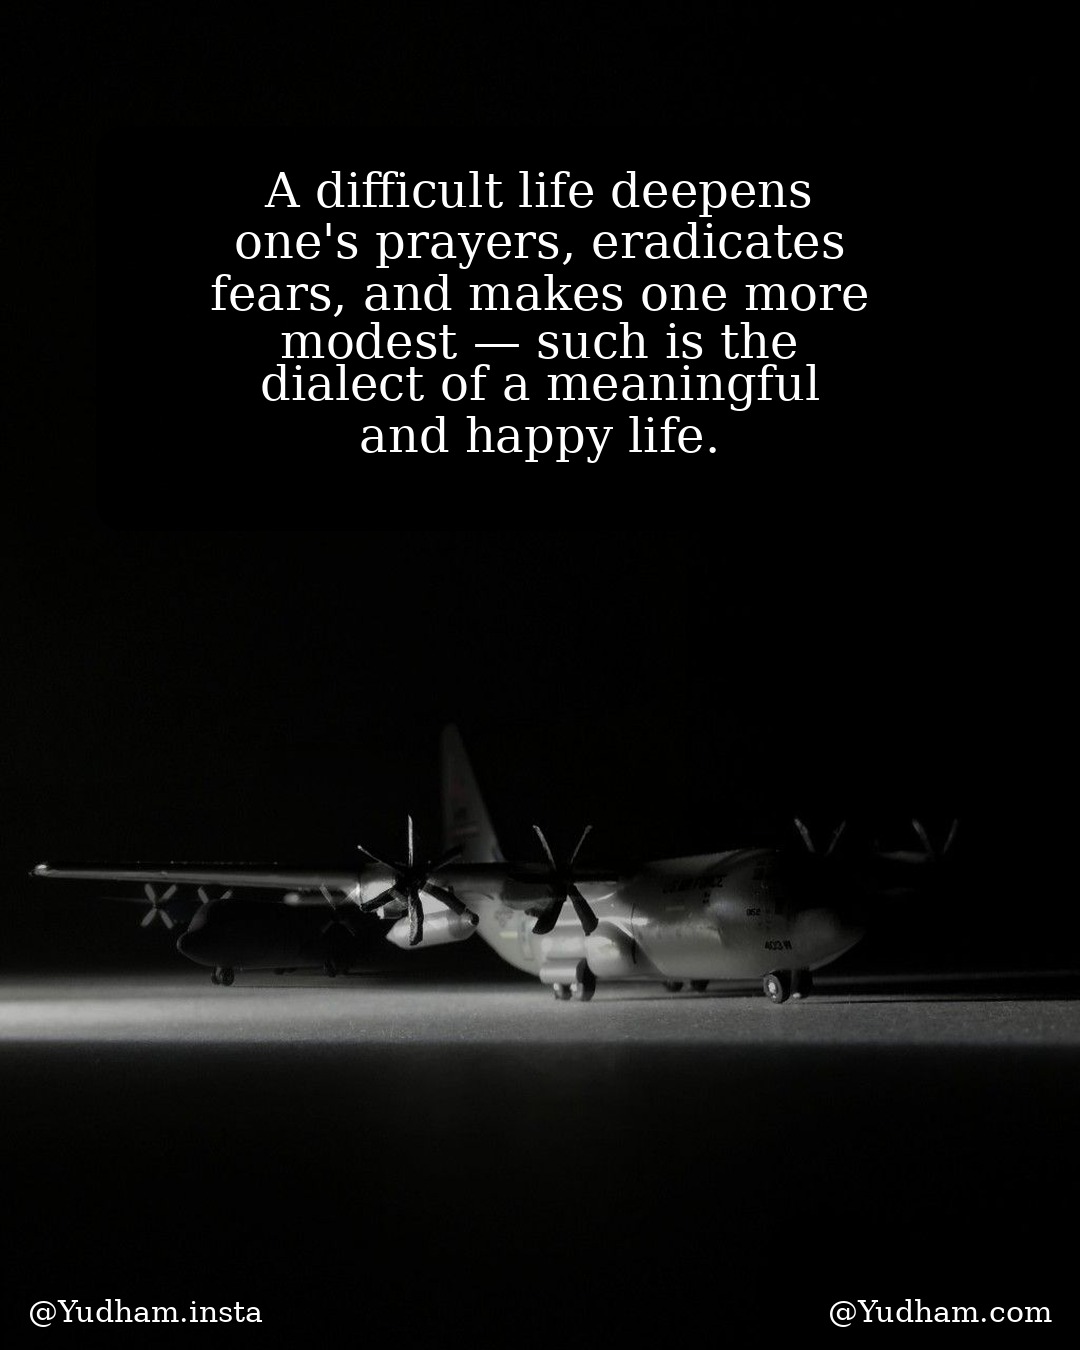 A difficult life deepens
one's prayers, eradicates
fears, and makes one more
modest — such is the
dialect of a meaningful
and happy life.
403 W
@Yudham.insta
@Yudham.com